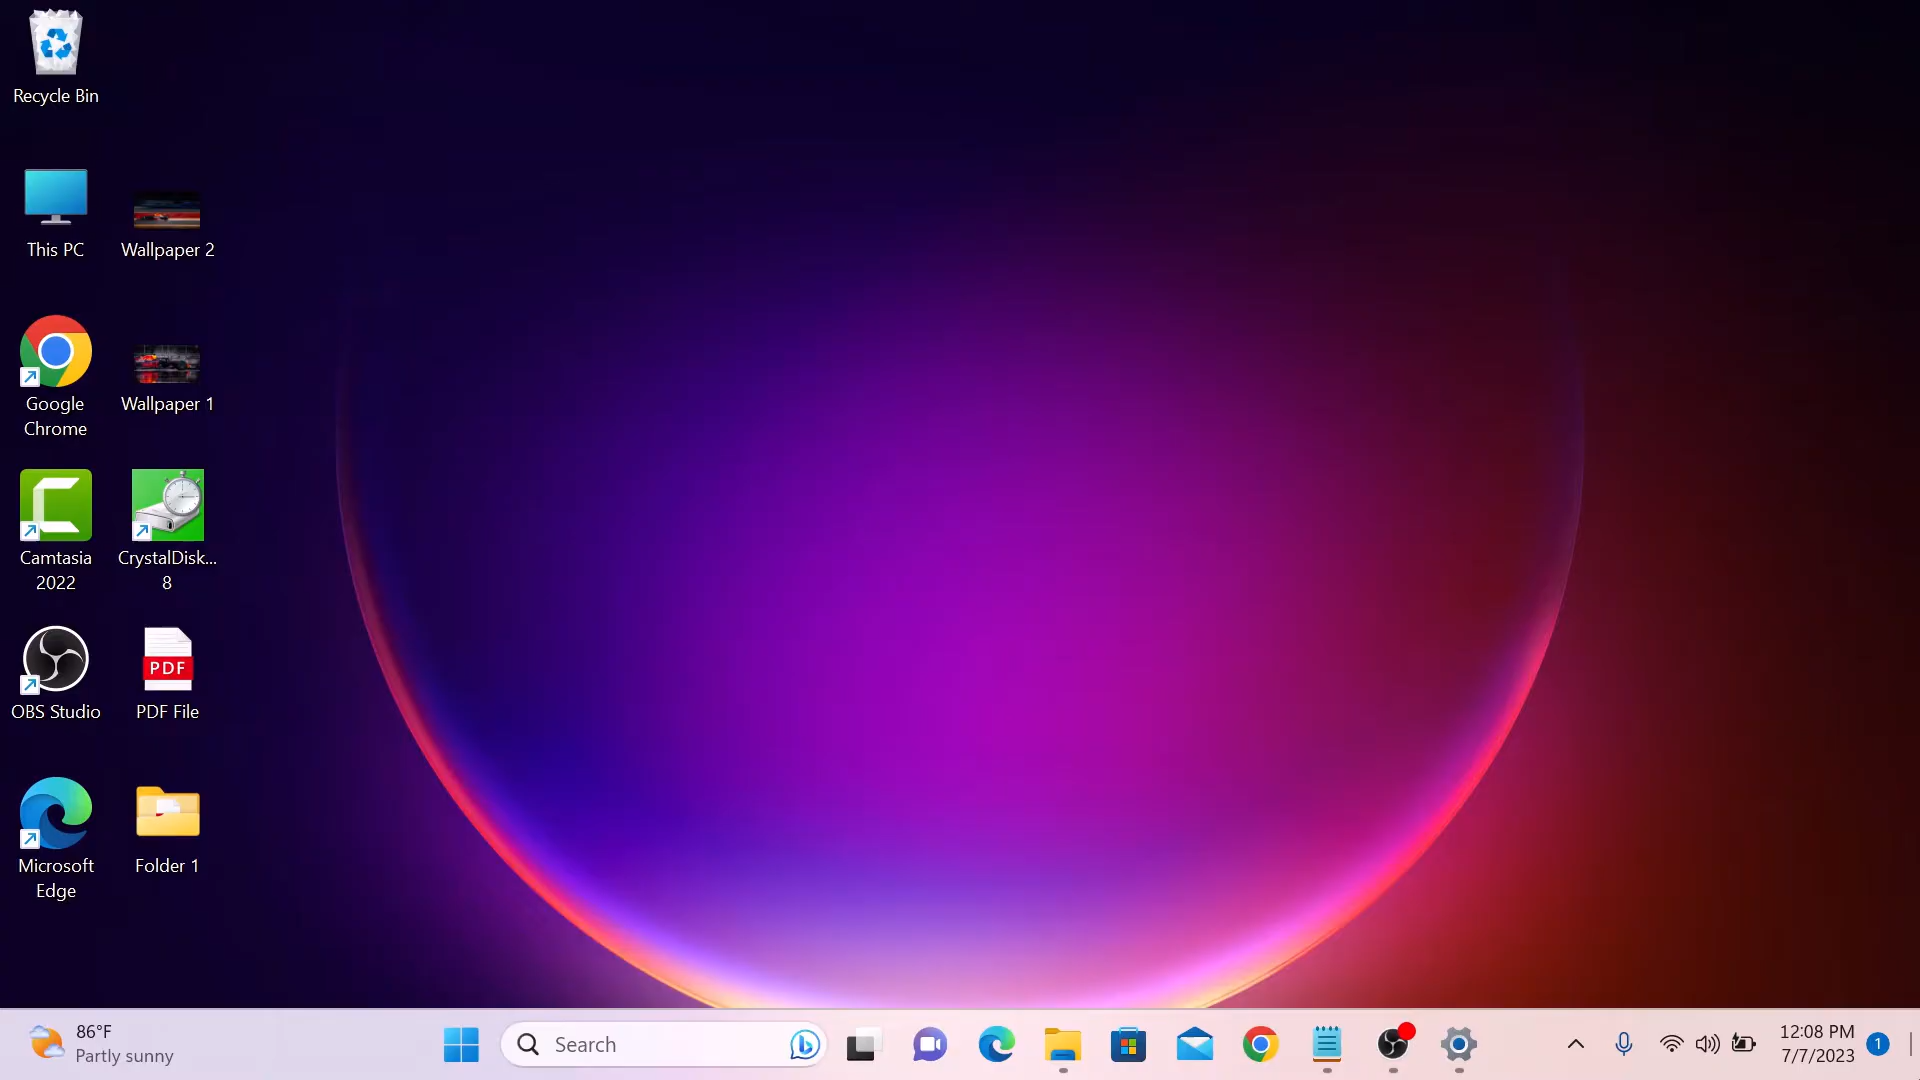 Recycle Bin
This PC
Wallpaper 2
Google
Chrome
Wallpaper 1
Camtasia
2022
CrystalDisk...
8
OBS Studio
PDF
PDF File
Microsoft
Edge
Folder 1
86°F
Partly sunny
Search
12:08 PM
7/7/2023
1